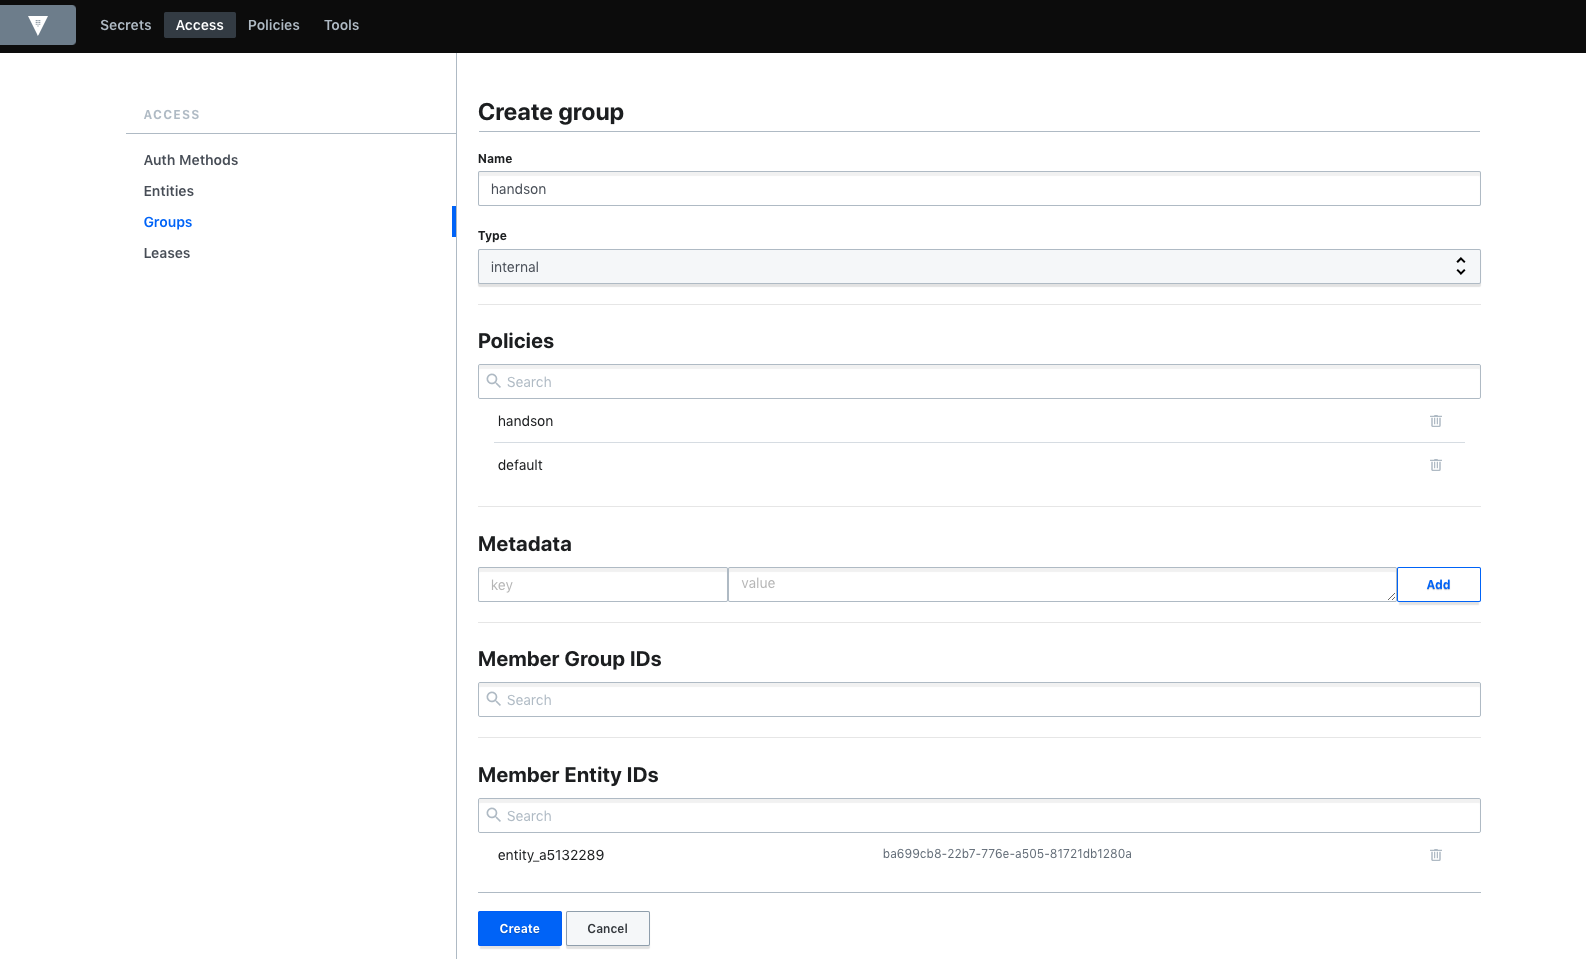 Secrets Access Policies Tools
ACCESS
Auth Methods
Entities
Groups
Leases
Create group
Name
handson
Type
internal
Policies
Search
handson
default
Metadata
key value Add
Member Group IDs
Search
Member Entity IDs
Search
entity_a5132289 ba699cb8-22b7-776e-a505-81721db1280a
Create Cancel